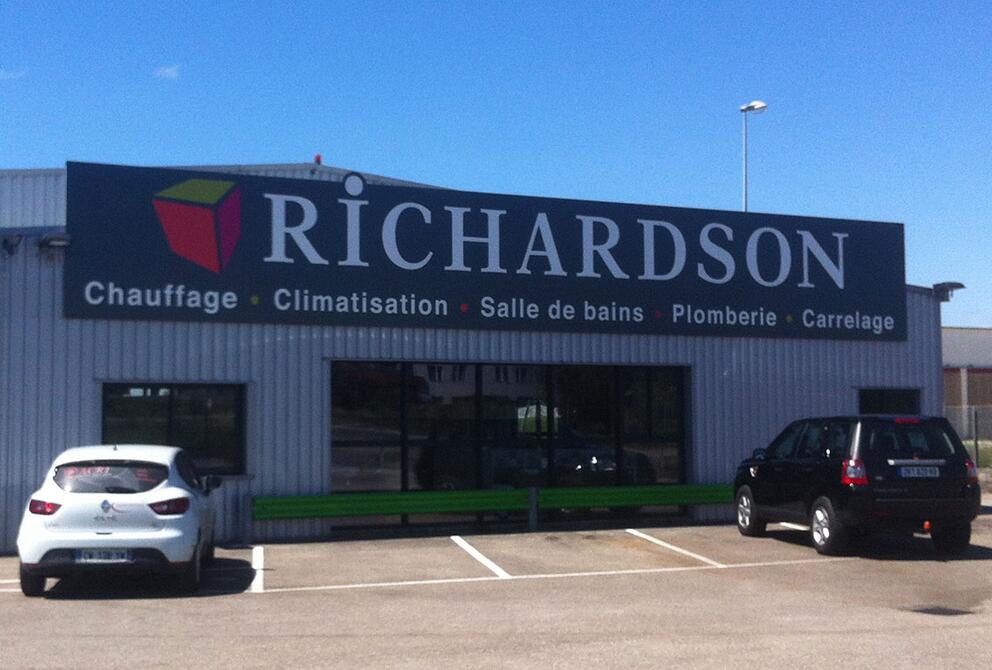 RiCHARDSON
Chauffage • Climatisation • Salle de bains • Plomberie • Carrelage